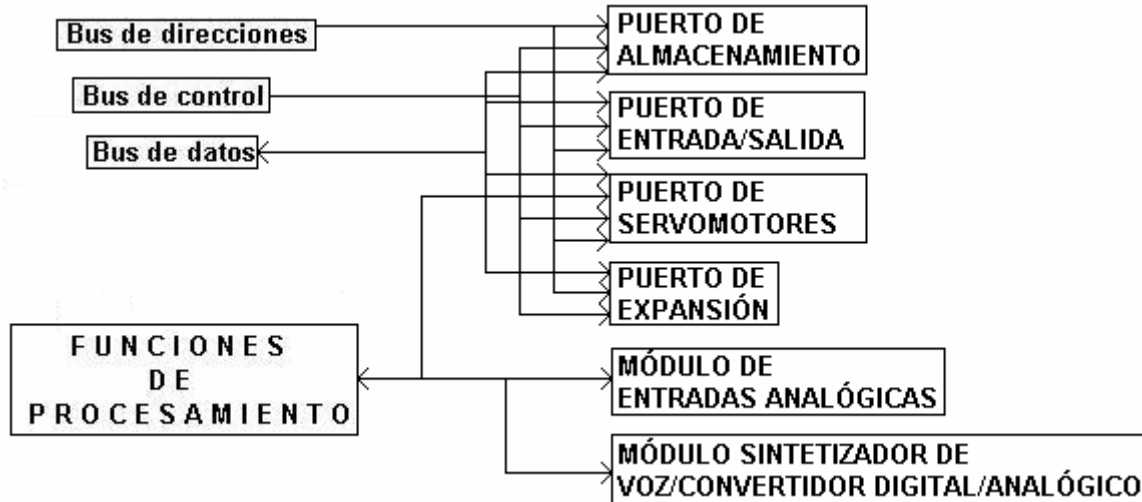 Bus de direcciones
Bus de control
Bus de datos
PUERTO DE
ALMACENAMIENTO
PUERTO DE
ENTRADA/SALIDA
PUERTO DE
SERVOMOTORES
PUERTO DE
EXPANSIÓN
FUNCIONES
DE
PROCESAMIENTO
MÓDULO DE
ENTRADAS ANALÓGICAS
MÓDULO SINTETIZADOR DE
VOZ/CONVERTIDOR DIGITAL/ANALÓGICO